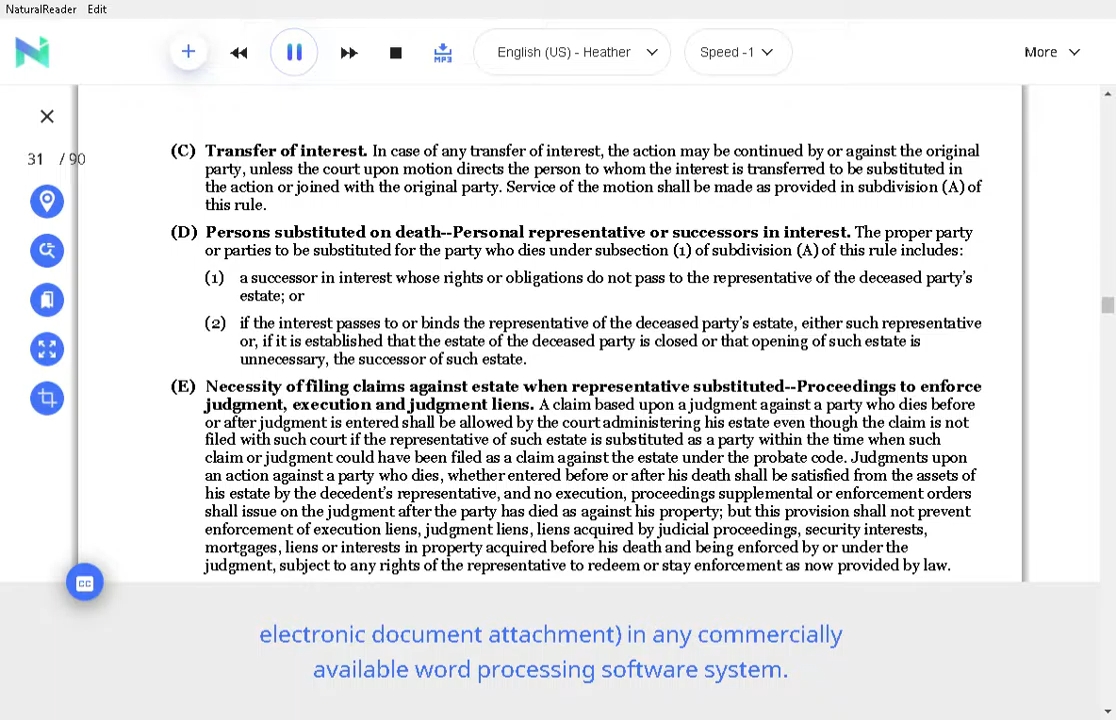 NaturalReader Edit
MP3 English (US) - Heather Speed -1 More
31 / 90
(C) Transfer of interest. In case of any transfer of interest, the action may be continued by or against the original
party, unless the court upon motion directs the person to whom the interest is transferred to be substituted in
the action or joined with the original party. Service of the motion shall be made as provided in subdivision (A) of
this rule.
(D) Persons substituted on death--Personal representative or successors in interest. The proper party
or parties to be substituted for the party who dies under subsection (1) of subdivision (A) of this rule includes:
(1) a successor in interest whose rights or obligations do not pass to the representative of the deceased party's
estate; or
(2) if the interest passes to or binds the representative of the deceased party's estate, either such representative
or, if it is established that the estate of the deceased party is closed or that opening of such estate is
unnecessary, the successor of such estate.
(E) Necessity of filing claims against estate when representative substituted--Proceedings to enforce
judgment, execution and judgment liens. A claim based upon a judgment against a party who dies before
or after judgment is entered shall be allowed by the court administering his estate even though the claim is not
filed with such court if the representative of such estate is substituted as a party within the time when such
claim or judgment could have been filed as a claim against the estate under the probate code. Judgments upon
an action against a party who dies, whether entered before or after his death shall be satisfied from the assets of
his estate by the decedent's representative, and no execution, proceedings supplemental or enforcement orders
shall issue on the judgment after the party has died as against his property; but this provision shall not prevent
enforcement of execution liens, judgment liens, liens acquired by judicial proceedings, security interests,
mortgages, liens or interests in property acquired before his death and being enforced by or under the
judgment, subject to any rights of the representative to redeem or stay enforcement as now provided by law.
CC
electronic document attachment) in any commercially
available word processing software system.